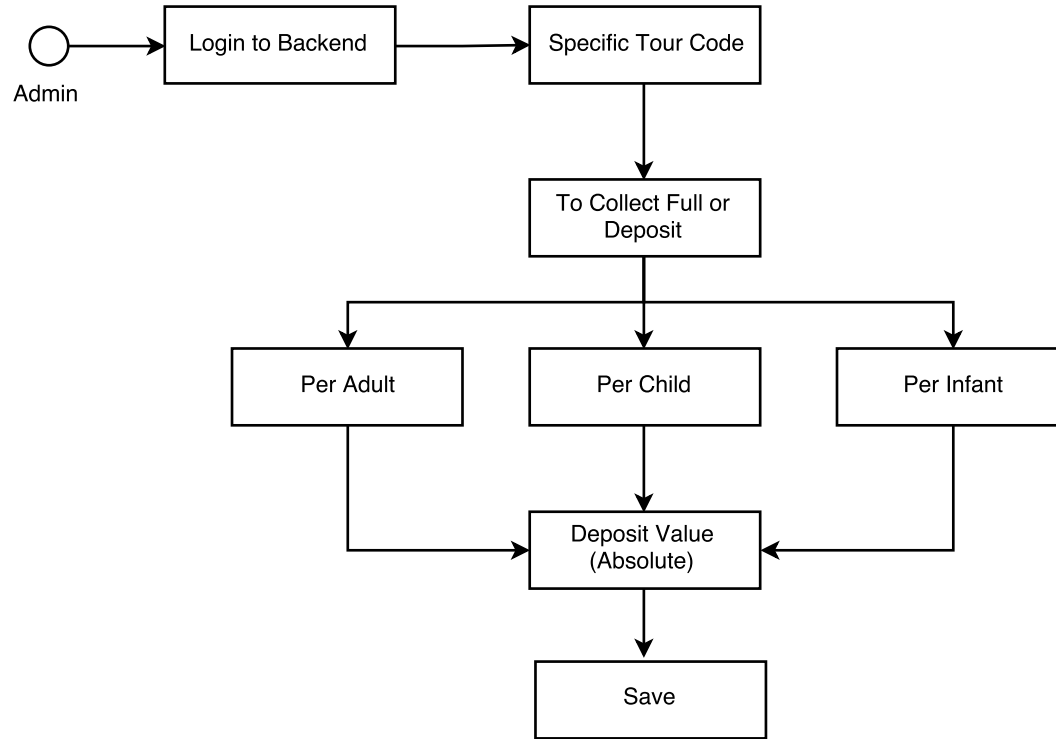 Login to Backend
Specific Tour Code
Admin
To Collect Full or
Deposit
Per Adult
Per Child
Per Infant
Deposit Value
(Absolute)
Save